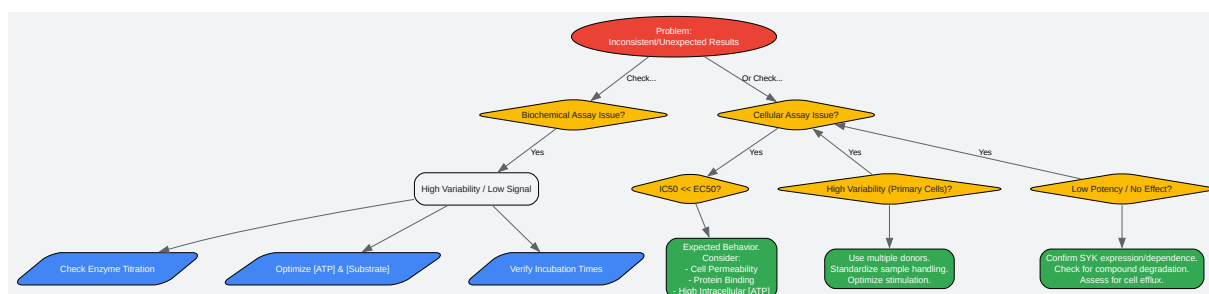 Problem:
Inconsistent/Unexpected Results
Check...
Or Check...
Biochemical Assay Issue?
Cellular Assay Issue?
Yes
Yes
Yes
Yes
High Variability / Low Signal
IC50 << EC50?
High Variability (Primary Cells)?
Low Potency / No Effect?
Check Enzyme Titration
Optimize [ATP] & [Substrate]
Verify Incubation Times
Expected Behavior.
Consider:
- Cell Permeability
- Protein Binding
- High Intracellular [ATP]
Use multiple donors.
Standardize sample handling.
Optimize stimulation.
Confirm SYK expression/dependence.
Check for compound degradation.
Assess for cell efflux.